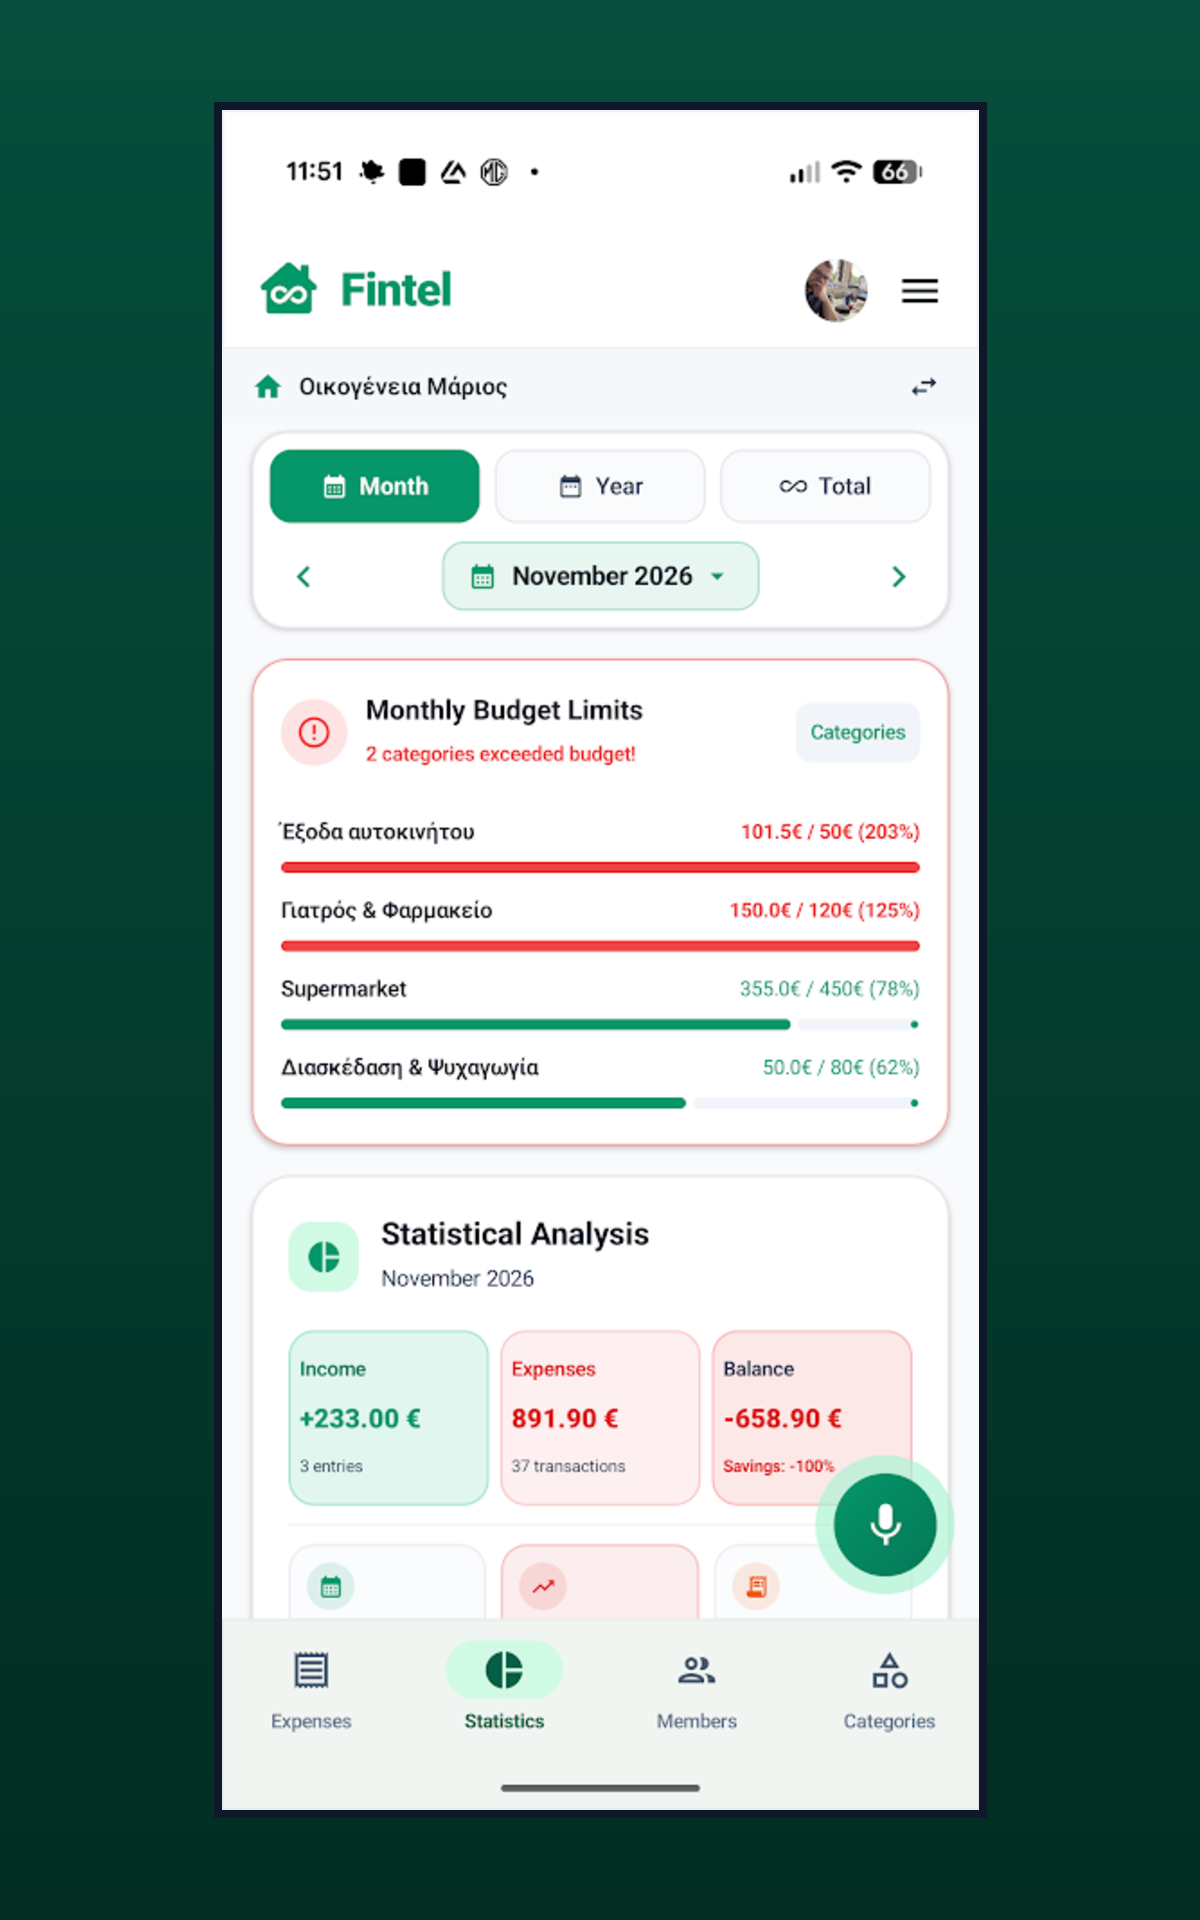 11:51
66
Fintel
Οικογένεια Μάριος
Month
Year
Total
November 2026
Monthly Budget Limits
2 categories exceeded budget!
Categories
Έξοδα αυτοκινήτου
101.5€ / 50€ (203%)
Γιατρός & Φαρμακείο
150.0€ / 120€ (125%)
Supermarket
355.0€ / 450€ (78%)
Διασκέδαση & Ψυχαγωγία
50.0€ / 80€ (62%)
Statistical Analysis
November 2026
Income
+233.00 €
3 entries
Expenses
891.90 €
37 transactions
Balance
-658.90 €
Savings: -100%
Expenses
Statistics
Members
Categories